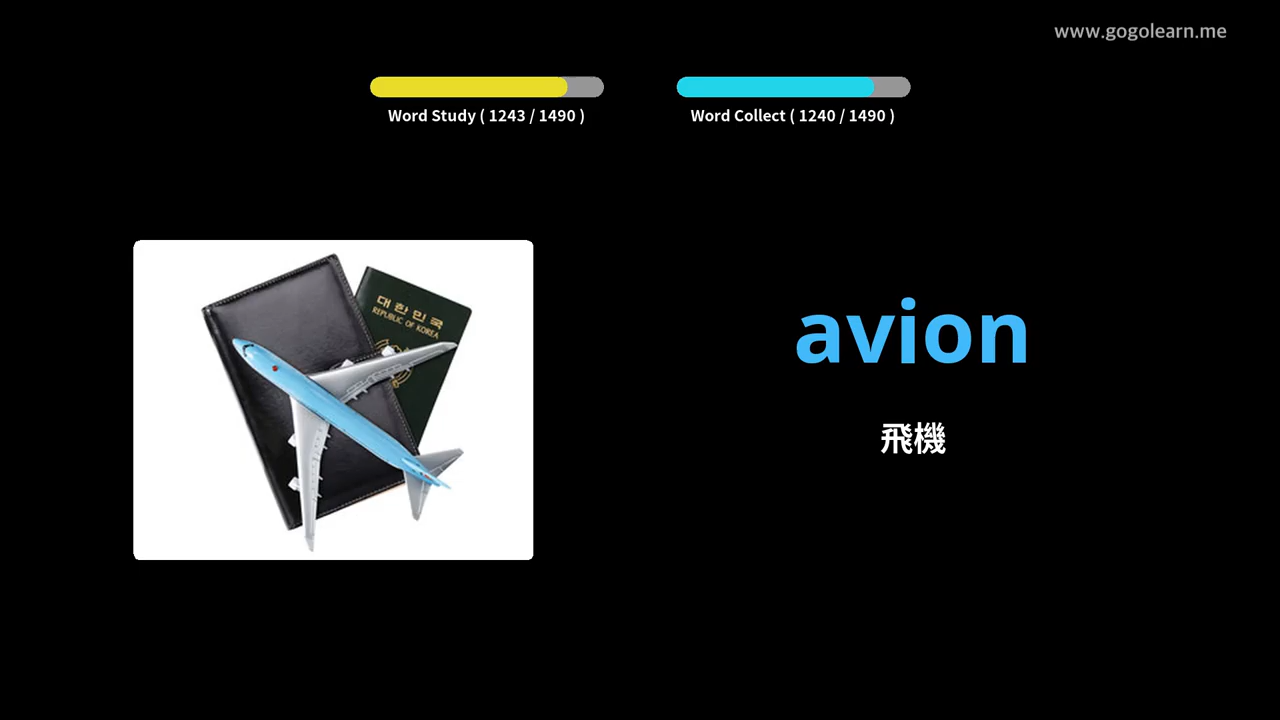 www.gogolearn.me
Word Study ( 1243 / 1490 )
Word Collect ( 1240 / 1490 )
대한민국
REPUBLIC OF KOREA
avion
飛機